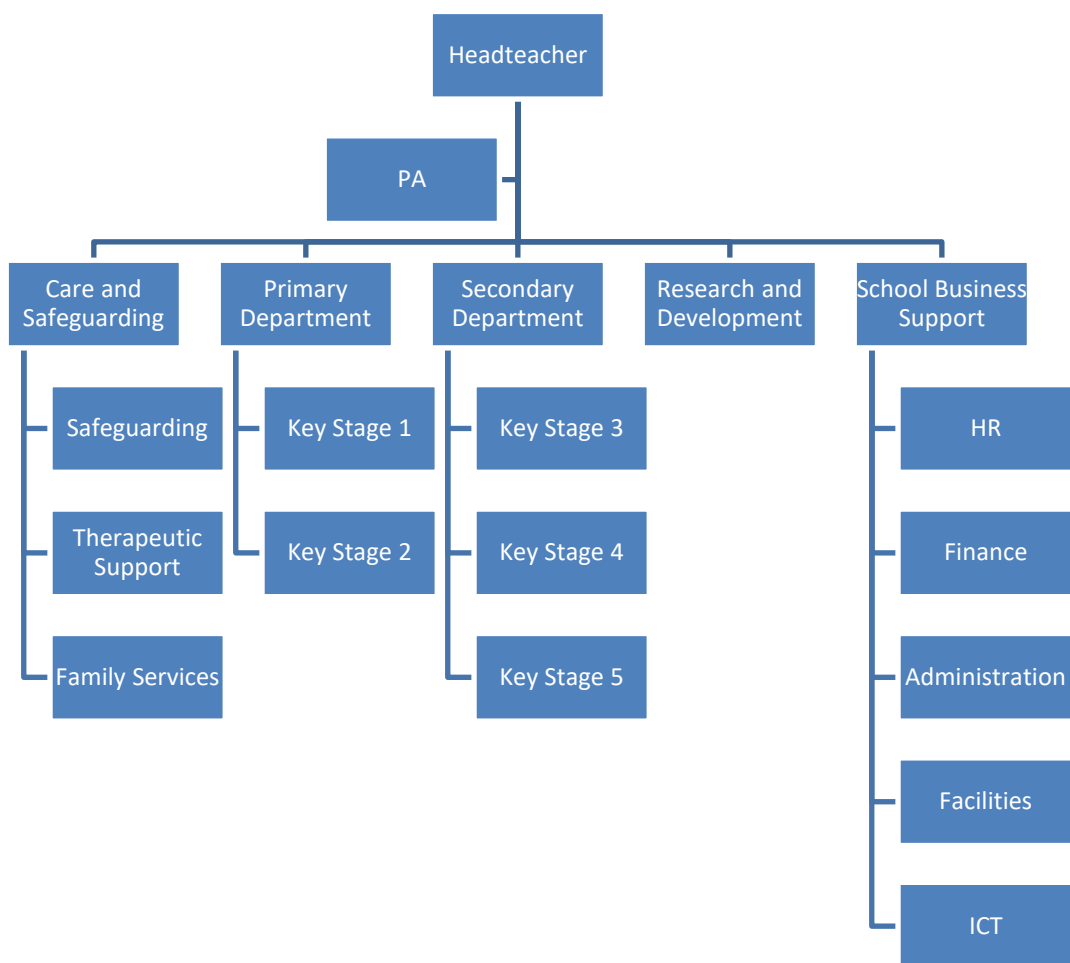 Headteacher
PA
Care and
Safeguarding
Primary
Department
Secondary
Department
Research and
Development
School Business
Support
Safeguarding
Therapeutic
Support
Family Services
Key Stage 1
Key Stage 2
Key Stage 3
Key Stage 4
Key Stage 5
HR
Finance
Administration
Facilities
ICT